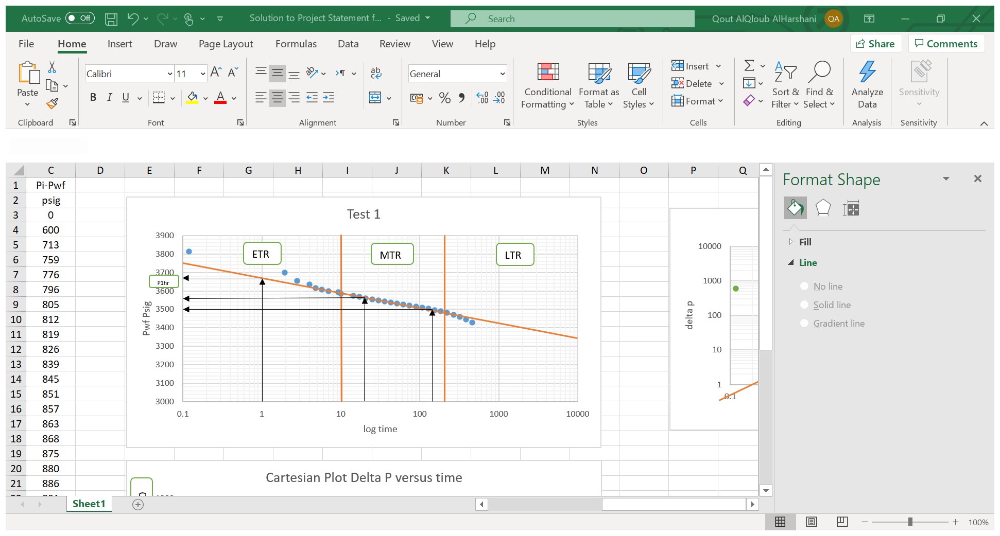 AutoSave Off Solution to Project Statement f... - Saved Search Qout AlQloub AlHarshani QA
File Home Insert Draw Page Layout Formulas Data Review View Help Share Comments
Paste
Clipboard
Calibri 11
B I U A
Font
ab
Alignment
General
Number
Conditional Formatting
Format as Table
Cell Styles
Styles
Insert
Delete
Format
Cells
Sort & Filter
Find & Select
Editing
Analyze Data
Analysis
Sensitivity
Sensitivity
C D E F G H I J K L M N O P Q
1 Pi-Pwf
2 psig
3 0
4 600
5 713
6 759
7 776
8 796
9 805
10 812
11 819
12 826
13 839
14 845
15 851
16 857
17 863
18 868
19 875
20 880
21 886
Test 1
3900
3800
3700
3600
3500
3400
3300
3200
3100
3000
Pwf Psig
P1hr
ETR
MTR
LTR
0.1 1 10 100 1000 10000
log time
10000
1000
100
10
1
0.1
delta p
Cartesian Plot Delta P versus time
Format Shape
Fill
Line
No line
Solid line
Gradient line
Sheet1
100%